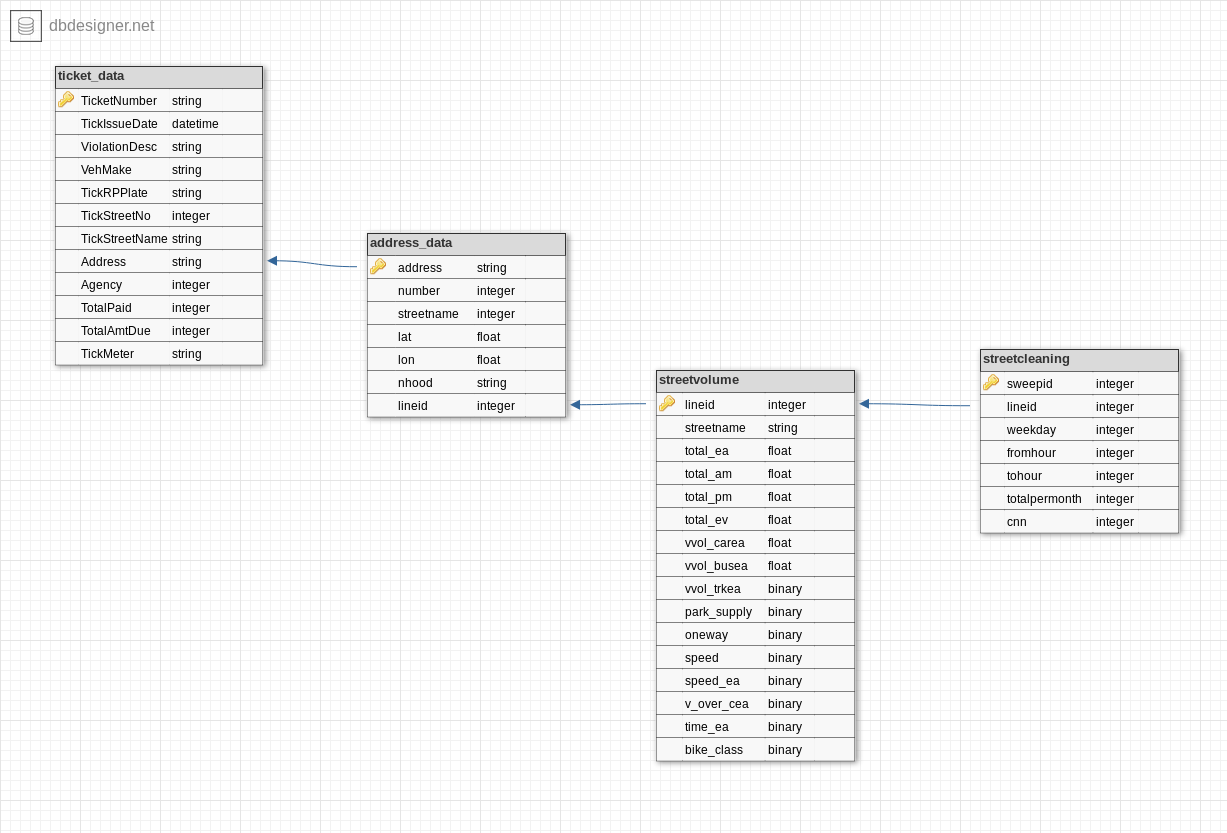 dbdesigner.net
ticket_data
TicketNumber string
TickIssueDate datetime
ViolationDesc string
VehMake string
TickRPPlate string
TickStreetNo integer
TickStreetName string
Address string
Agency integer
TotalPaid integer
TotalAmtDue integer
TickMeter string
address_data
address string
number integer
streetname integer
lat float
lon float
nhood string
lineid integer
streetvolume
lineid integer
streetname string
total_ea float
total_am float
total_pm float
total_ev float
vvol_carea float
vvol_busea float
vvol_trkea binary
park_supply binary
oneway binary
speed binary
speed_ea binary
v_over_cea binary
time_ea binary
bike_class binary
streetcleaning
sweepid integer
lineid integer
weekday integer
fromhour integer
tohour integer
totalpermonth integer
cnn integer